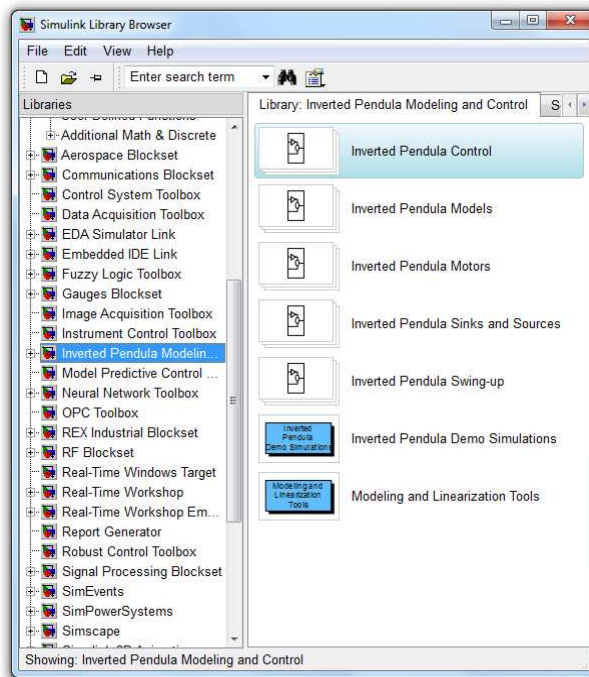 Simulink Library Browser
File Edit View Help
Enter search term
Libraries
Additional Math & Discrete
Aerospace Blockset
Communications Blockset
Control System Toolbox
Data Acquisition Toolbox
EDA Simulator Link
Embedded IDE Link
Fuzzy Logic Toolbox
Gauges Blockset
Image Acquisition Toolbox
Instrument Control Toolbox
Inverted Pendula Modelin...
Model Predictive Control ...
Neural Network Toolbox
OPC Toolbox
REX Industrial Blockset
RF Blockset
Real-Time Windows Target
Real-Time Workshop
Real-Time Workshop Em...
Report Generator
Robust Control Toolbox
Signal Processing Blockset
SimEvents
SimPowerSystems
Simscape
Library: Inverted Pendula Modeling and Control
S
Inverted Pendula Control
Inverted Pendula Models
Inverted Pendula Motors
Inverted Pendula Sinks and Sources
Inverted Pendula Swing-up
Inverted
Pendula
Demo Simulations
Inverted Pendula Demo Simulations
Modeling and
Linearization
Tools
Modeling and Linearization Tools
Showing: Inverted Pendula Modeling and Control